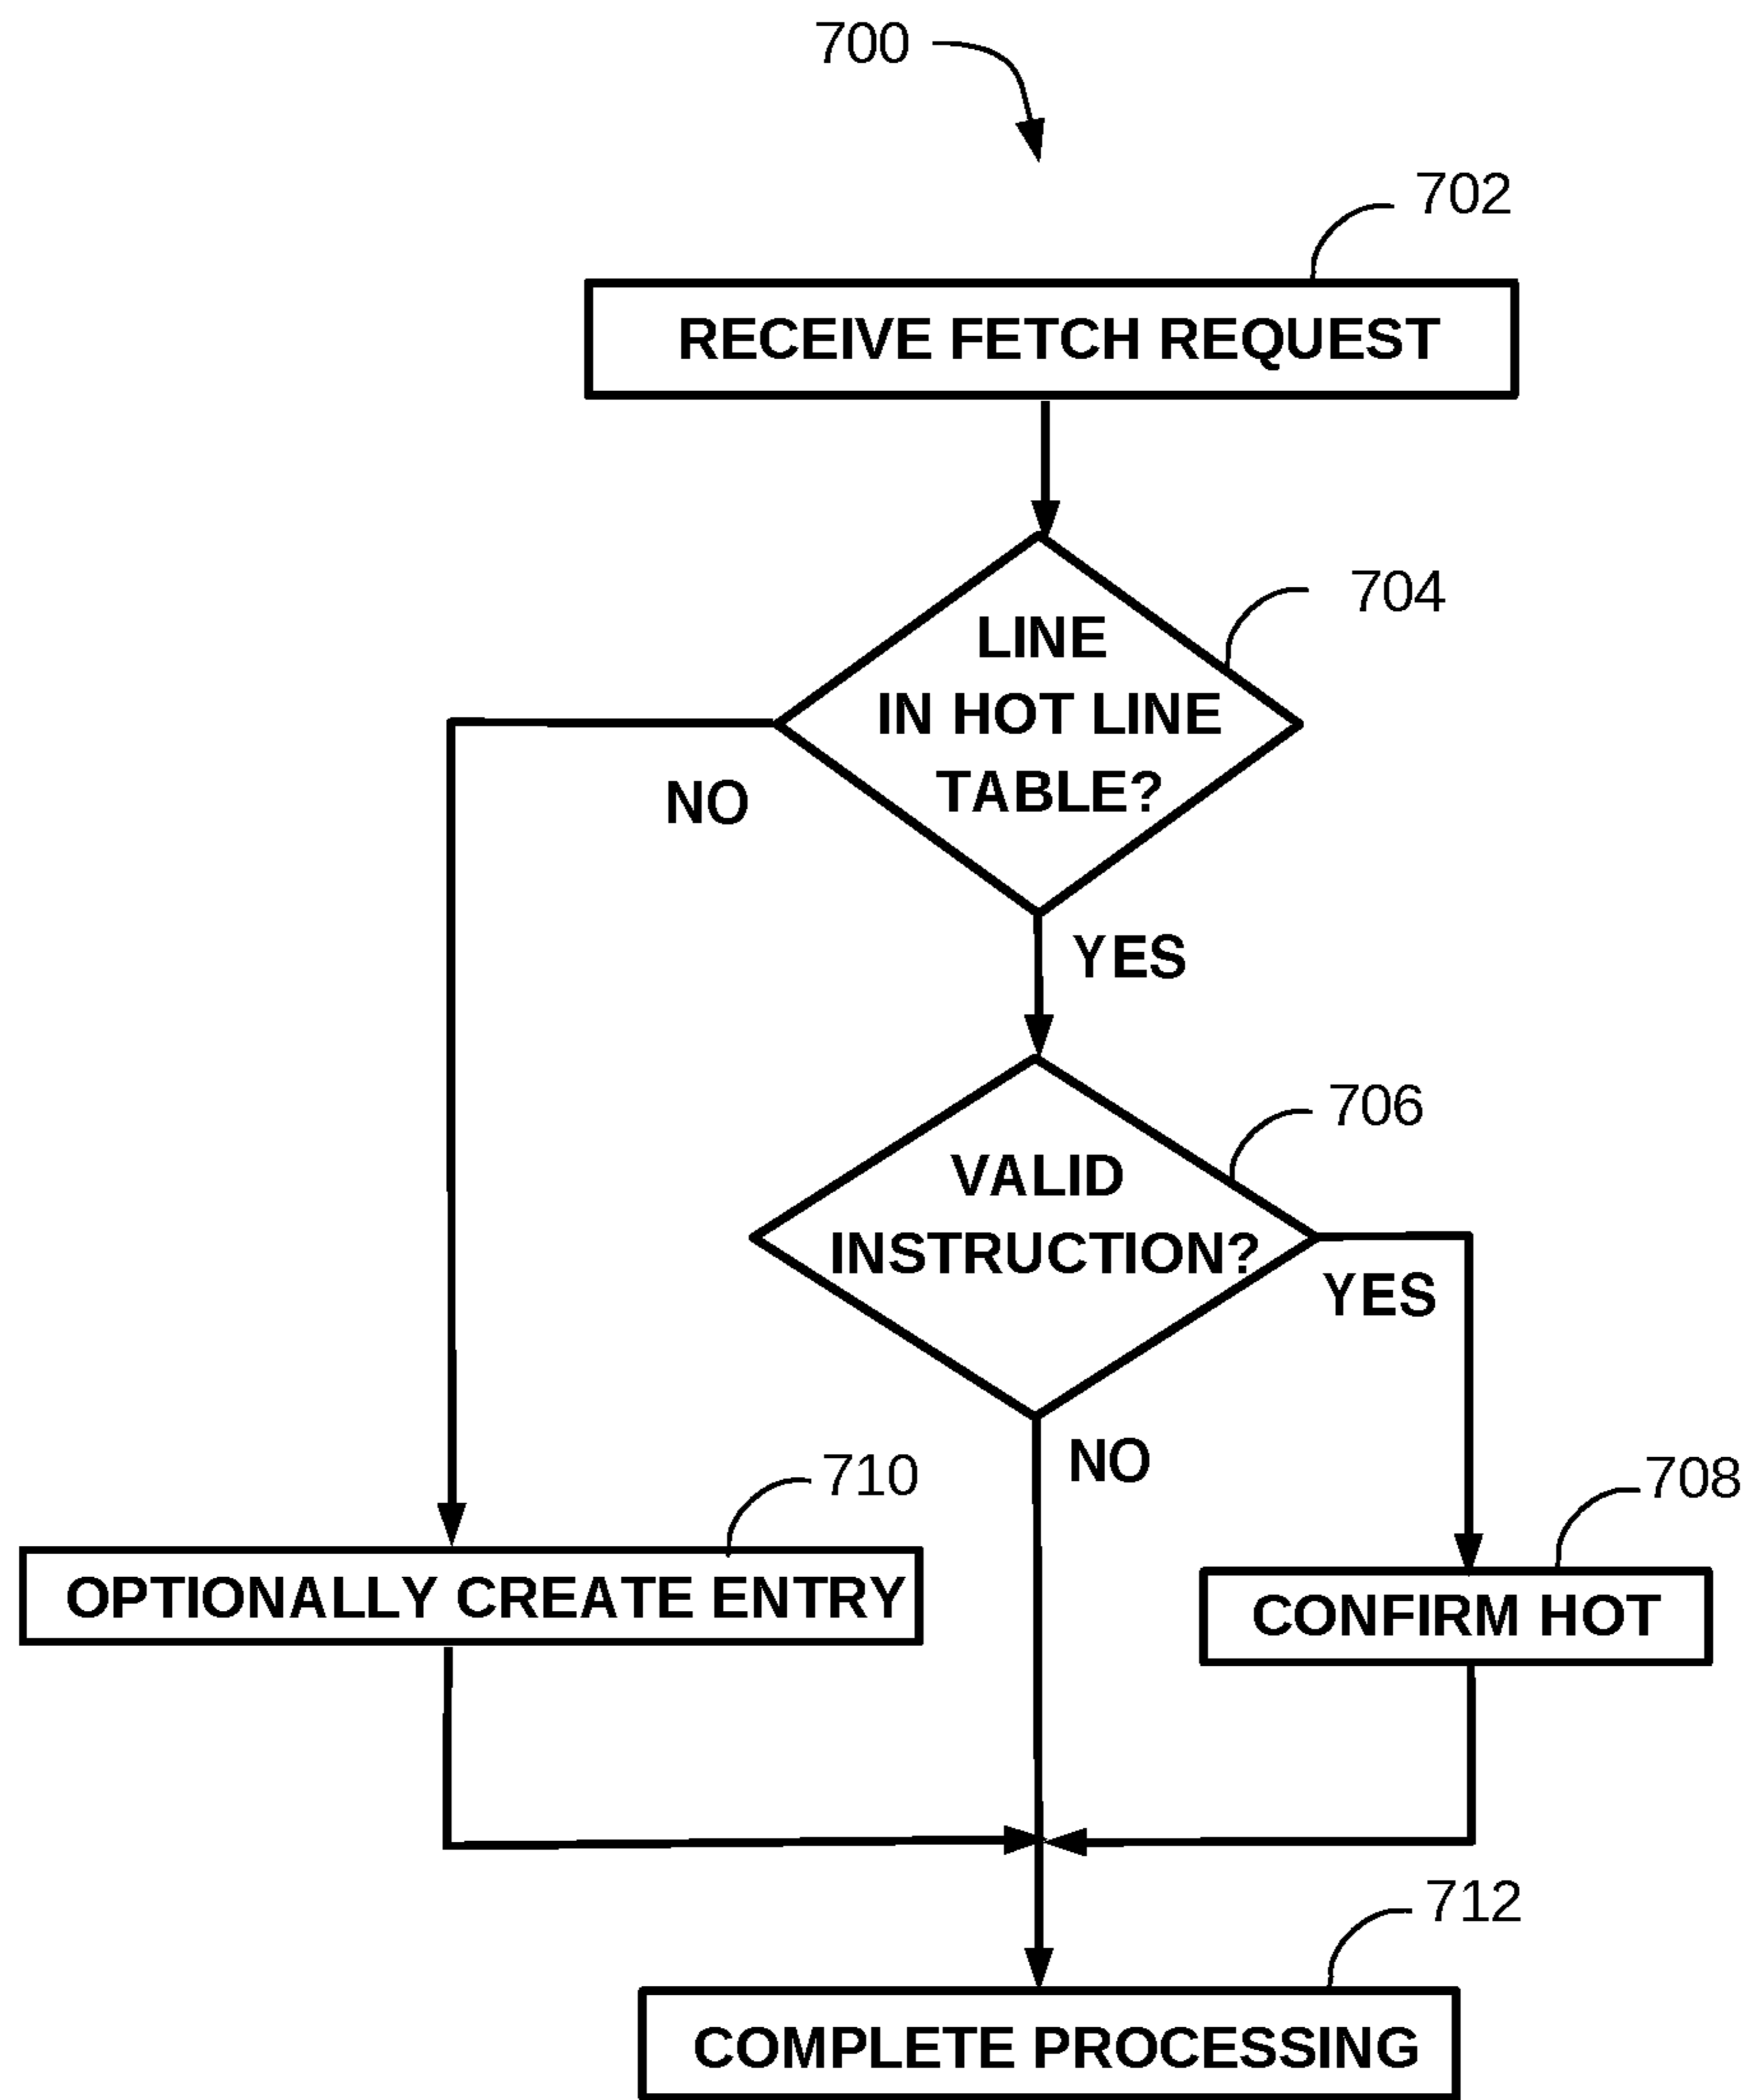 700
702
RECEIVE FETCH REQUEST
704
LINE
IN HOT LINE
TABLE?
NO
YES
706
VALID
INSTRUCTION?
YES
NO
710
708
OPTIONALLY CREATE ENTRY
CONFIRM HOT
712
COMPLETE PROCESSING